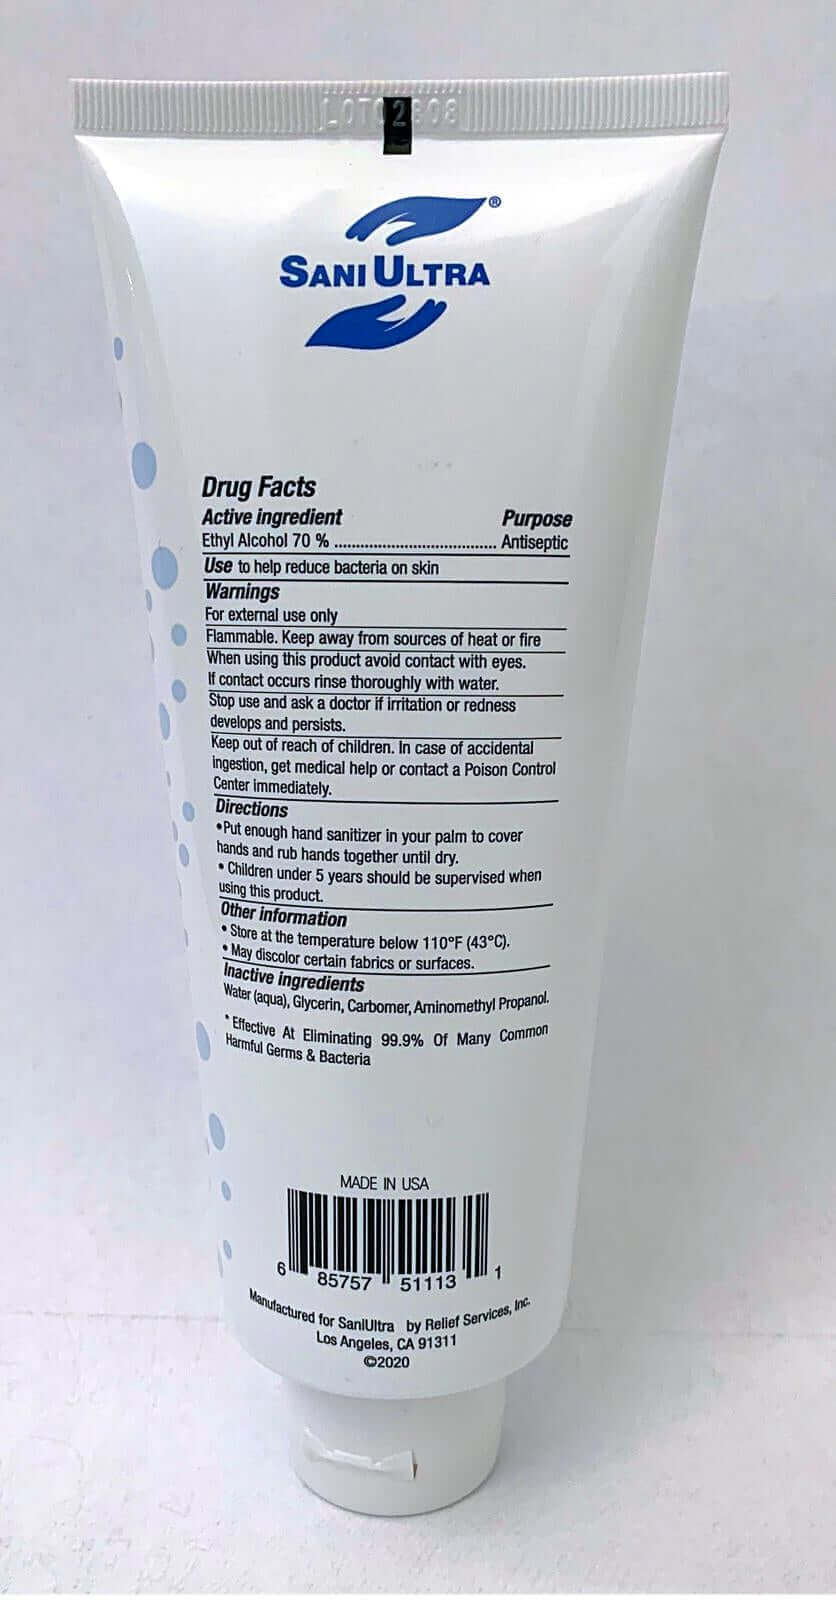 LOT02308
®
SANI ULTRA
Drug Facts
Active ingredient Purpose
Ethyl Alcohol 70 % ..................................... Antiseptic
Use to help reduce bacteria on skin
Warnings
For external use only
Flammable. Keep away from sources of heat or fire
When using this product avoid contact with eyes.
If contact occurs rinse thoroughly with water.
Stop use and ask a doctor if irritation or redness
develops and persists.
Keep out of reach of children. In case of accidental
ingestion, get medical help or contact a Poison Control
Center immediately.
Directions
•Put enough hand sanitizer in your palm to cover
hands and rub hands together until dry.
• Children under 5 years should be supervised when
using this product.
Other information
• Store at the temperature below 110°F (43°C).
• May discolor certain fabrics or surfaces.
Inactive ingredients
Water (aqua), Glycerin, Carbomer, Aminomethyl Propanol.
* Effective At Eliminating 99.9% Of Many Common
Harmful Germs & Bacteria
MADE IN USA
6 85757 51113 1
Manufactured for SaniUltra by Relief Services, Inc.
Los Angeles, CA 91311
©2020